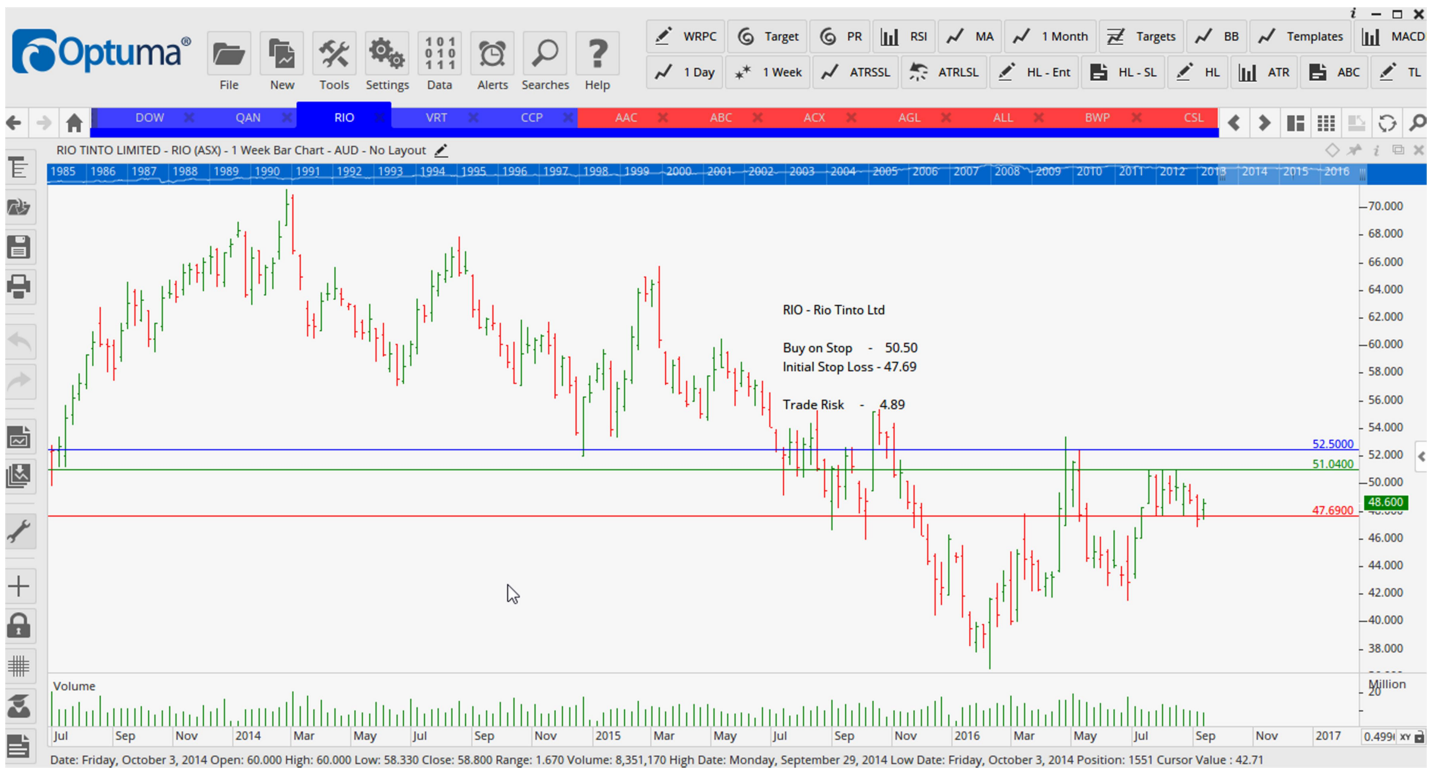 i
Optuma®
File New Tools Settings Data Alerts Searches Help
WRPC Target PR RSI MA 1 Month Targets BB Templates MACD
1 Day 1 Week ATRSSL ATRLSL HL - Ent HL - SL HL ATR ABC TL
DOW QAN RIO VRT CCP AAC ABC ACX AGL ALL BWP CSL
RIO TINTO LIMITED - RIO (ASX) - 1 Week Bar Chart - AUD - No Layout
1985 1986 1987 1988 1989 1990 1991 1992 1993 1994 1995 1996 1997 1998 1999 2000 2001 2002 2003 2004 2005 2006 2007 2008 2009 2010 2011 2012 2013 2014 2015 2016
70.000
68.000
66.000
64.000
62.000
60.000
58.000
56.000
54.000
52.000
50.000
46.000
44.000
42.000
40.000
38.000
RIO - Rio Tinto Ltd
Buy on Stop - 50.50
Initial Stop Loss - 47.69
Trade Risk - 4.89
52.5000
51.0400
48.600
47.6900
Volume
Million
20
Jul Sep Nov 2014 Mar May Jul Sep Nov 2015 Mar May Jul Sep Nov 2016 Mar May Jul Sep Nov 2017 XY
Date: Friday, October 3, 2014 Open: 60.000 High: 60.000 Low: 58.330 Close: 58.800 Range: 1.670 Volume: 8,351,170 High Date: Monday, September 29, 2014 Low Date: Friday, October 3, 2014 Position: 1551 Cursor Value : 42.71